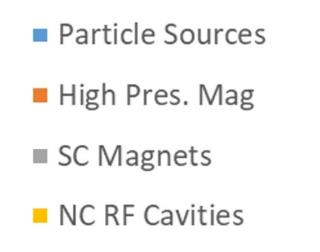 Particle Sources
High Pres. Mag
SC Magnets
NC RF Cavities